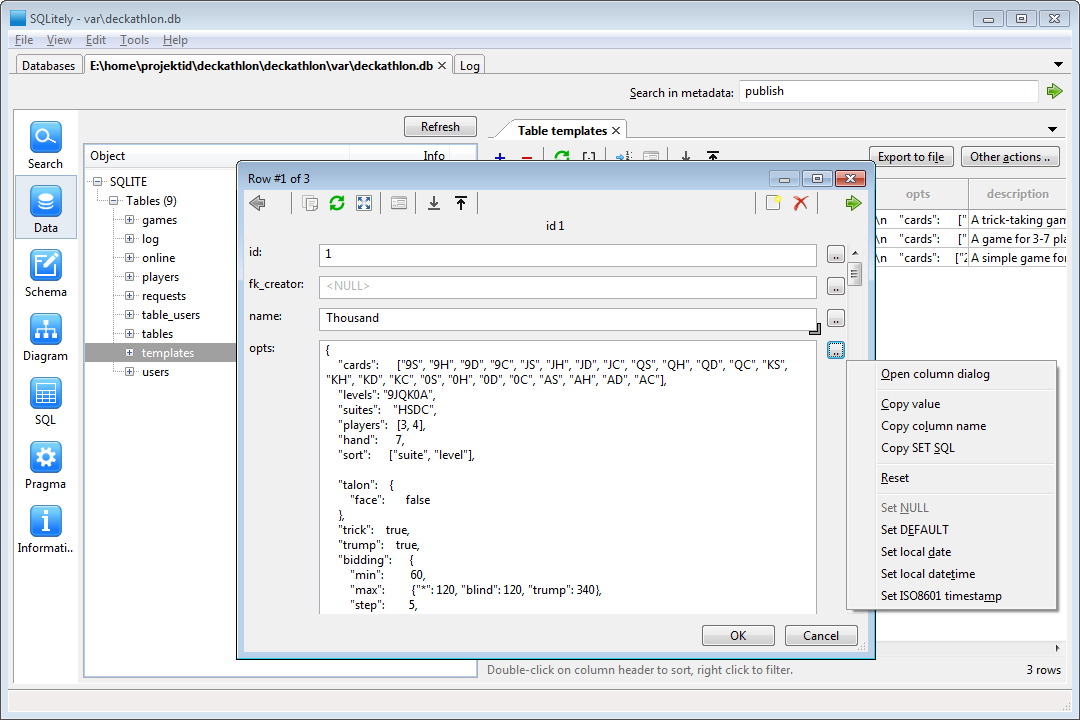 SQLitely - var\deckathlon.db
File View Edit Tools Help
Databases E:\home\projektid\deckathlon\deckathlon\var\deckathlon.db Log
Search in metadata: publish
Search
Data
Schema
Diagram
SQL
Pragma
Informati..
Refresh
Object Info
SQLITE
Tables (9)
games
log
online
players
requests
table_users
tables
templates
users
Table templates
Export to file Other actions ..
opts description
\n "cards": [" A trick-taking gam
\n "cards": [" A game for 3-7 pla
\n "cards": ["2 A simple game fo
Double-click on column header to sort, right click to filter.
3 rows
Row #1 of 3
id 1
id: 1 ..
fk_creator: <NULL> ..
name: Thousand ..
opts: ..
{
"cards": ["9S", "9H", "9D", "9C", "JS", "JH", "JD", "JC", "QS", "QH", "QD", "QC", "KS",
"KH", "KD", "KC", "0S", "0H", "0D", "0C", "AS", "AH", "AD", "AC"],
"levels": "9JQK0A",
"suites": "HSDC",
"players": [3, 4],
"hand": 7,
"sort": ["suite", "level"],
"talon": {
"face": false
},
"trick": true,
"trump": true,
"bidding": {
"min": 60,
"max": {"*": 120, "blind": 120, "trump": 340},
"step": 5,
OK Cancel
Open column dialog
Copy value
Copy column name
Copy SET SQL
Reset
Set NULL
Set DEFAULT
Set local date
Set local datetime
Set ISO8601 timestamp